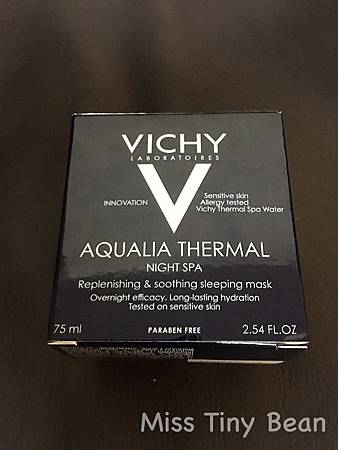 VICHY
LABORATOIRES
INNOVATION
Sensitive skin
Allergy tested
Vichy Thermal Spa Water
AQUALIA THERMAL
NIGHT SPA
Replenishing & soothing sleeping mask
Overnight efficacy, Long-lasting hydration
Tested on sensitive skin
75 ml PARABEN FREE 2.54 FL.OZ
Miss Tiny Bean